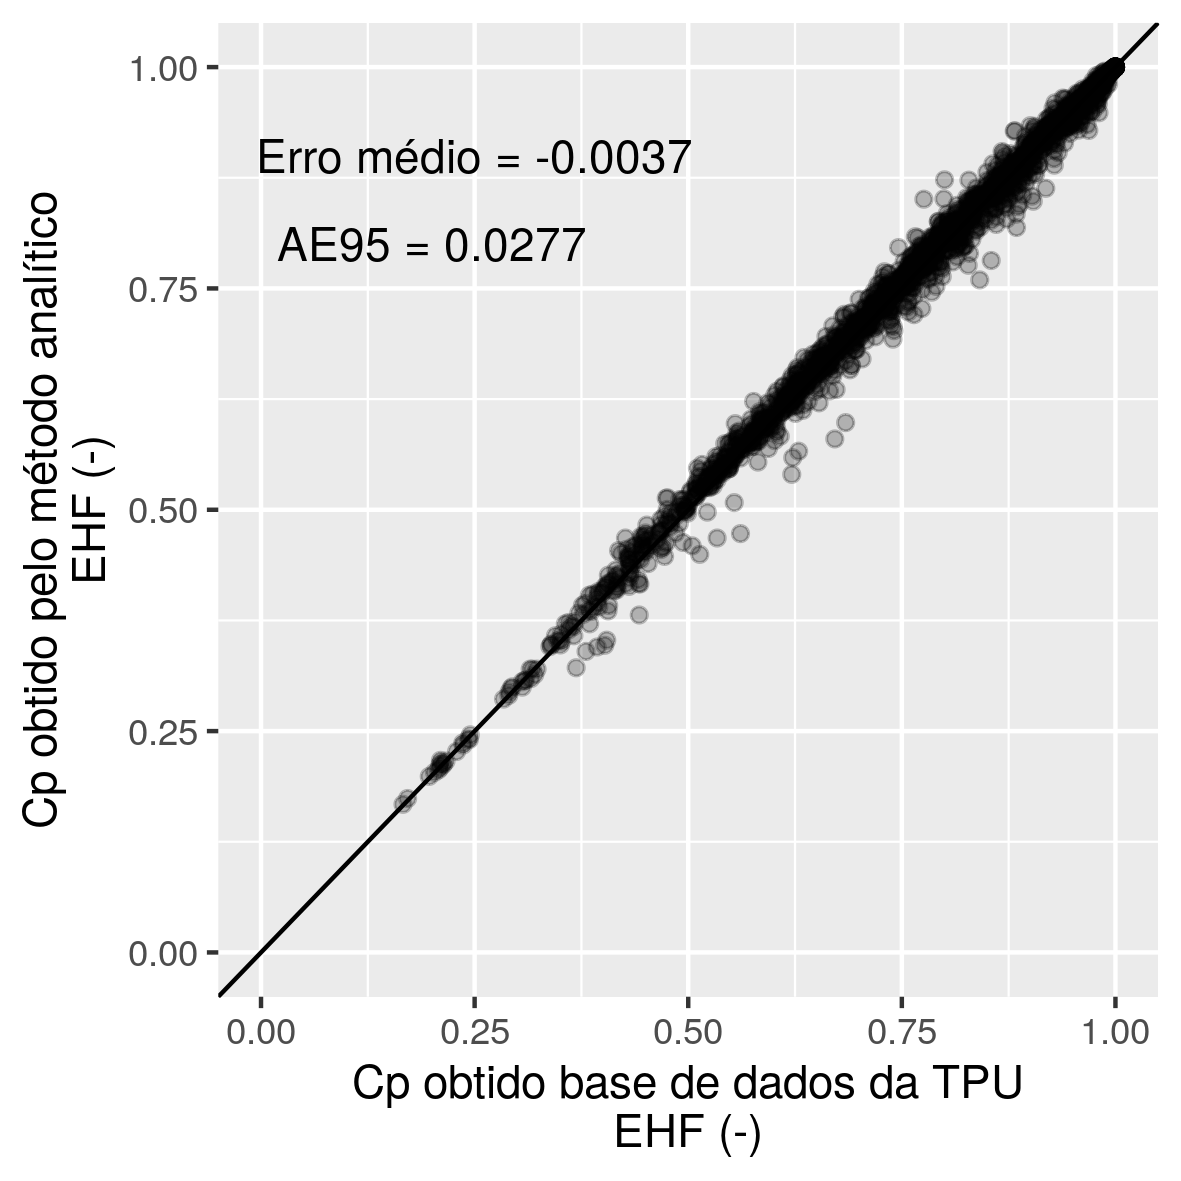 Cp obtido pelo método analítico
EHF (-)
1.00
0.75
0.50
0.25
0.00
Erro médio = -0.0037
AE95 = 0.0277
0.00 0.25 0.50 0.75 1.00
Cp obtido base de dados da TPU
EHF (-)